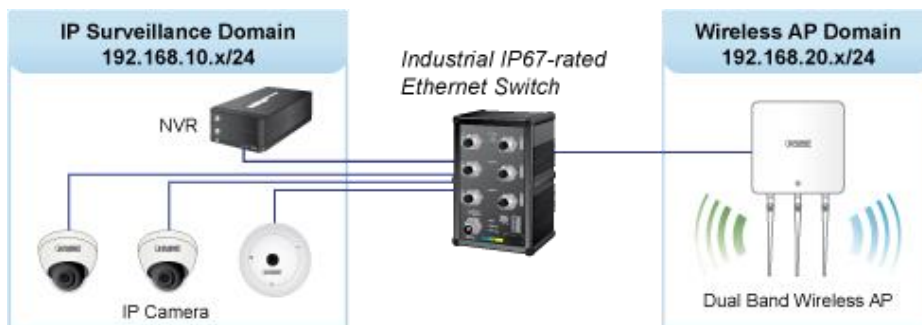 IP Surveillance Domain
192.168.10.x/24
NVR
IP Camera
Industrial IP67-rated
Ethernet Switch
Wireless AP Domain
192.168.20.x/24
Dual Band Wireless AP